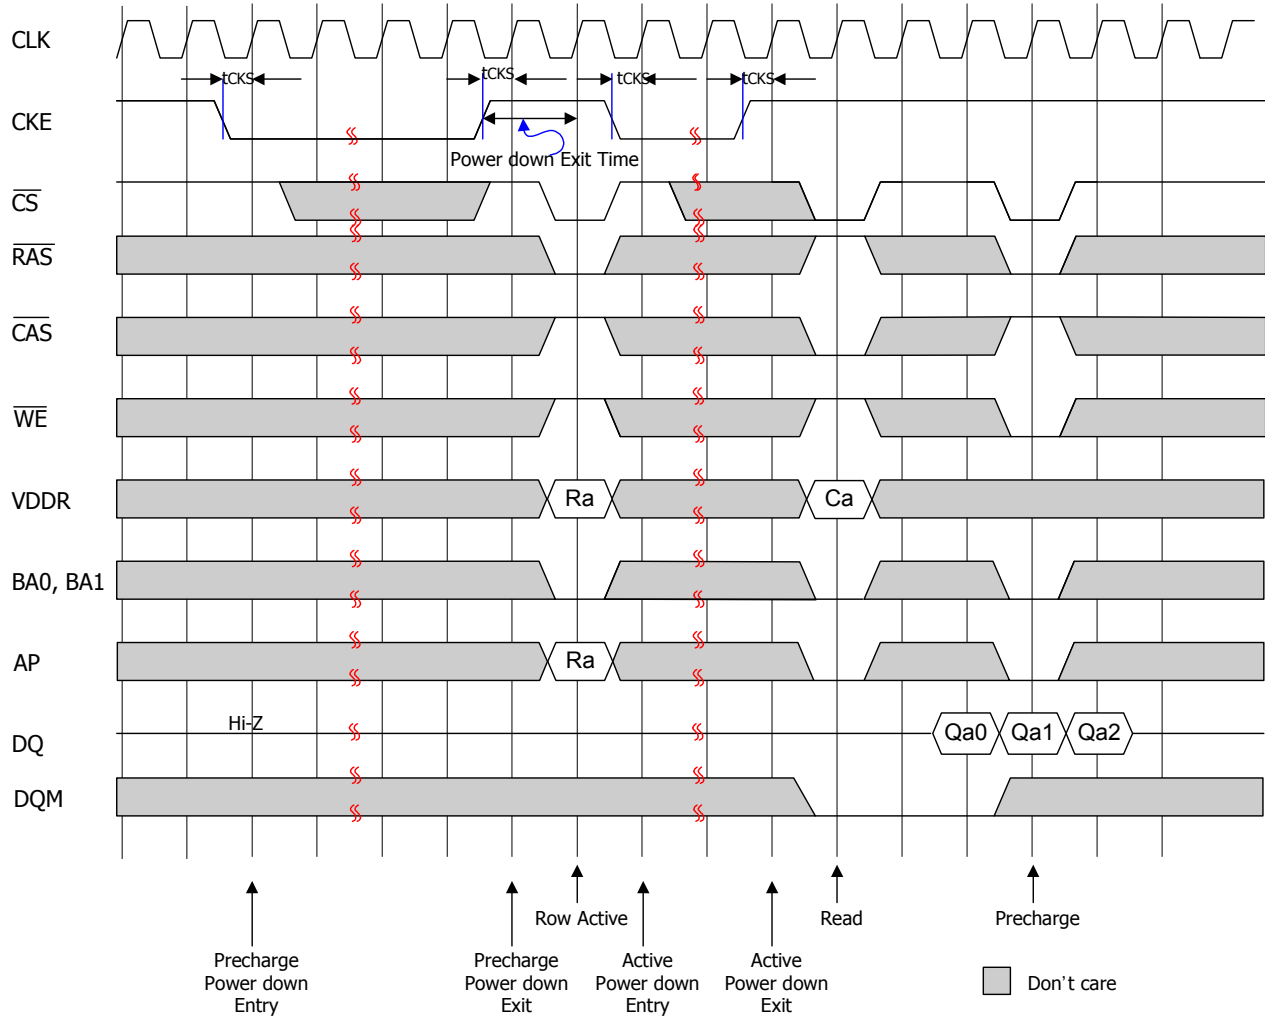 CLK
tCKS
tCKS
tCKS
tCKS
CKE
Power down Exit Time
CS
RAS
CAS
WE
VDDR
Ra
Ca
BA0, BA1
AP
Ra
Hi-Z
DQ
Qa0
Qa1
Qa2
DQM
Row Active
Read
Precharge
Precharge
Power down
Entry
Precharge
Power down
Exit
Active
Power down
Entry
Active
Power down
Exit
Don't care